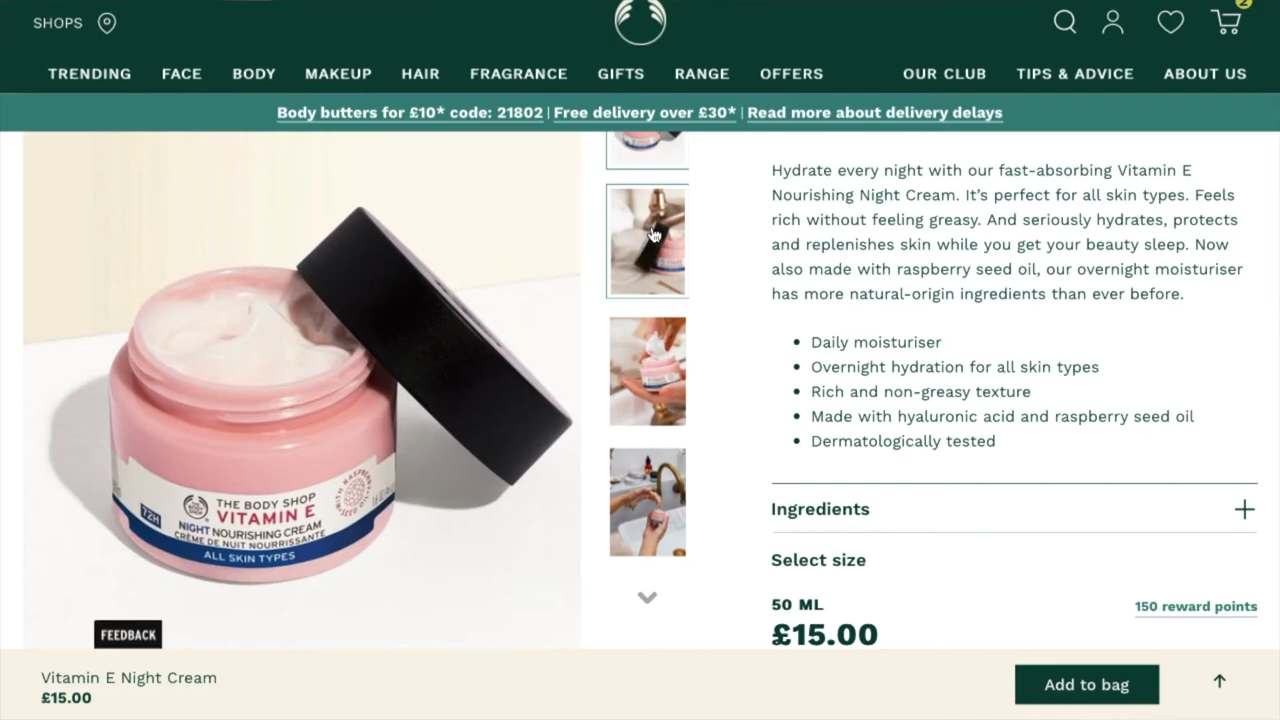 SHOPS
2
TRENDING FACE BODY MAKEUP HAIR FRAGRANCE GIFTS RANGE OFFERS OUR CLUB TIPS & ADVICE ABOUT US
Body butters for £10* code: 21802 | Free delivery over £30* | Read more about delivery delays
Hydrate every night with our fast-absorbing Vitamin E
Nourishing Night Cream. It’s perfect for all skin types. Feels
rich without feeling greasy. And seriously hydrates, protects
and replenishes skin while you get your beauty sleep. Now
also made with raspberry seed oil, our overnight moisturiser
has more natural-origin ingredients than ever before.
• Daily moisturiser
• Overnight hydration for all skin types
• Rich and non-greasy texture
• Made with hyaluronic acid and raspberry seed oil
• Dermatologically tested
Ingredients
Select size
50 ML
150 reward points
£15.00
72H
THE BODY SHOP
VITAMIN E
NIGHT NOURISHING CREAM
CRÈME DE NUIT NOURRISSANTE
ALL SKIN TYPES
WITH RASPBERRY SEED OIL
FEEDBACK
Vitamin E Night Cream
£15.00
Add to bag